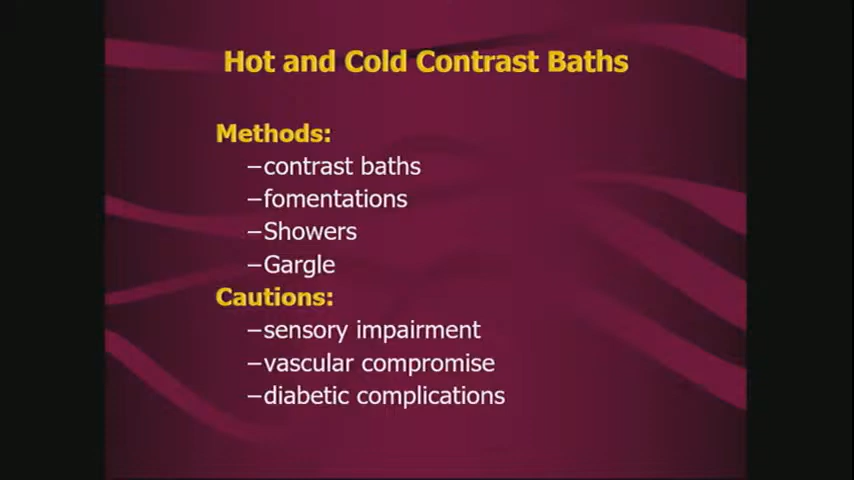 Hot and Cold Contrast Baths
Methods:
–contrast baths
–fomentations
–Showers
–Gargle
Cautions:
–sensory impairment
–vascular compromise
–diabetic complications